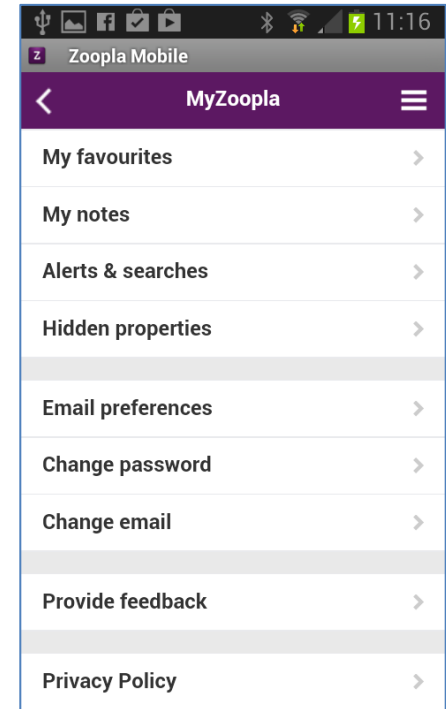 11:16
Z Zoopla Mobile
MyZoopla
My favourites
My notes
Alerts & searches
Hidden properties
Email preferences
Change password
Change email
Provide feedback
Privacy Policy